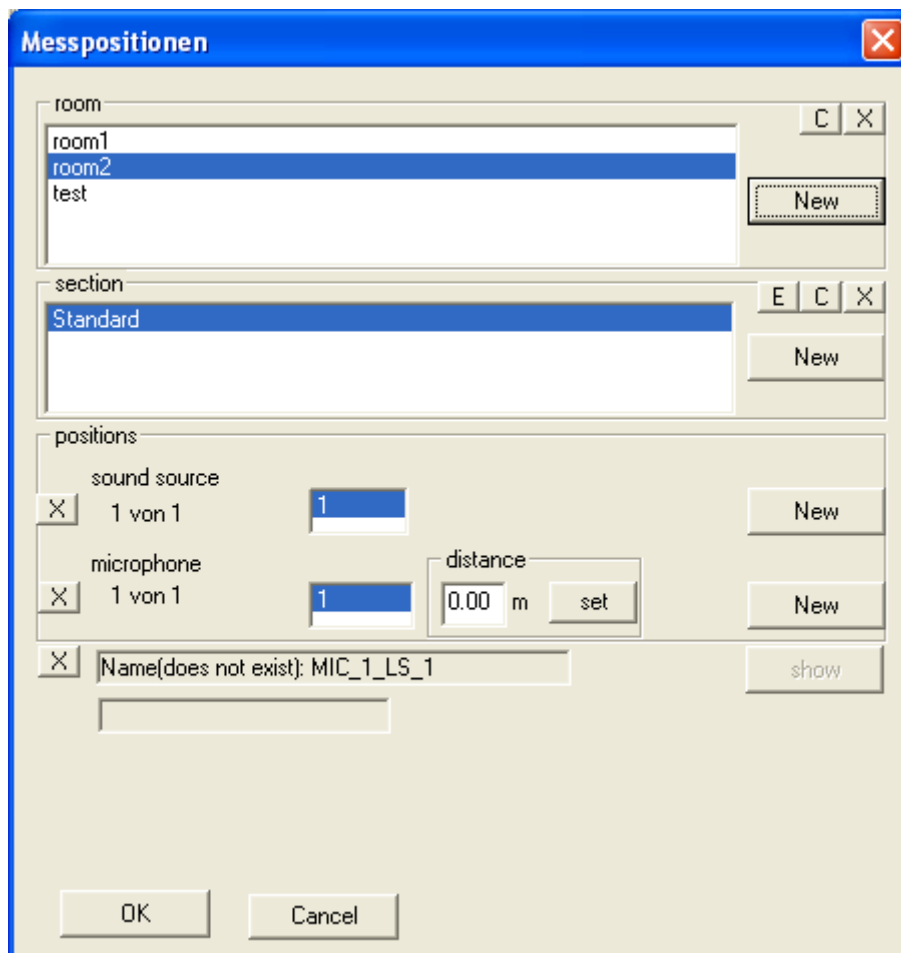 Messpositionen
room
C X
room1
room2
test
New
section
E C X
Standard
New
positions
sound source
X 1 von 1 1 New
microphone
distance
X 1 von 1 1 0.00 m set New
X Name(does not exist): MIC_1_LS_1 show
OK Cancel